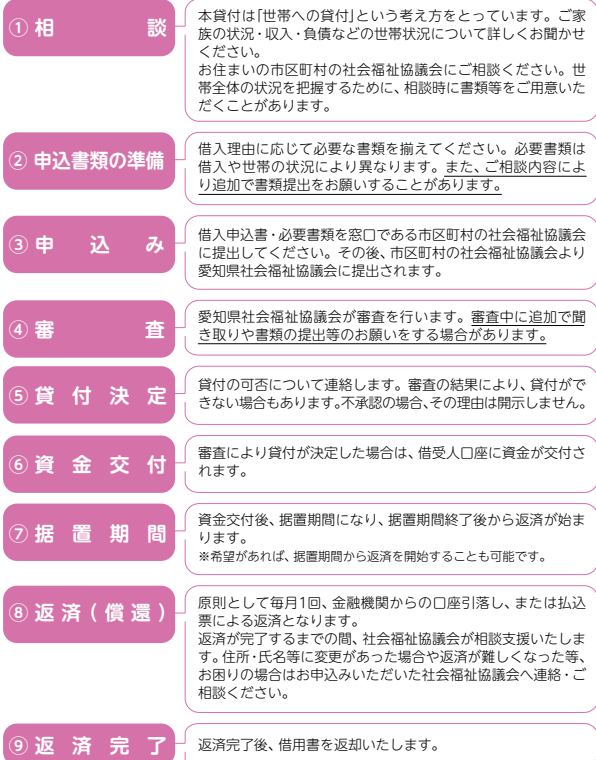 ①相談
本貸付は「世帯への貸付」という考え方をとっています。ご家
族の状況・収入・負債などの世帯状況について詳しくお聞かせ
ください。
お住まいの市区町村の社会福祉協議会にご相談ください。世
帯全体の状況を把握するために、相談時に書類等をご用意いた
だくことがあります。
②申込書類の準備
借入理由に応じて必要な書類を揃えてください。必要書類は
借入や世帯の状況により異なります。また、ご相談内容によ
り追加で書類提出をお願いすることがあります。
③申込み
借入申込書・必要書類を窓口である市区町村の社会福祉協議会
に提出してください。その後、市区町村の社会福祉協議会より
愛知県社会福祉協議会に提出されます。
④審査
愛知県社会福祉協議会が審査を行います。審査中に追加で聞
き取りや書類の提出等のお願いをする場合があります。
⑤貸付決定
貸付の可否について連絡します。審査の結果により、貸付がで
きない場合もあります。不承認の場合、その理由は開示しません。
⑥資金交付
審査により貸付が決定した場合は、借受人口座に資金が交付さ
れます。
⑦据置期間
資金交付後、据置期間になり、据置期間終了後から返済が始ま
ります。
※希望があれば、据置期間から返済を開始することも可能です。
⑧返済(償還)
原則として毎月1回、金融機関からの口座引落し、または払込
票による返済となります。
返済が完了するまでの間、社会福祉協議会が相談支援いたしま
す。住所・氏名等に変更があった場合や返済が難しくなった等、
お困りの場合はお申込みいただいた社会福祉協議会へ連絡・ご
相談ください。
⑨返済完了
返済完了後、借用書を返却いたします。